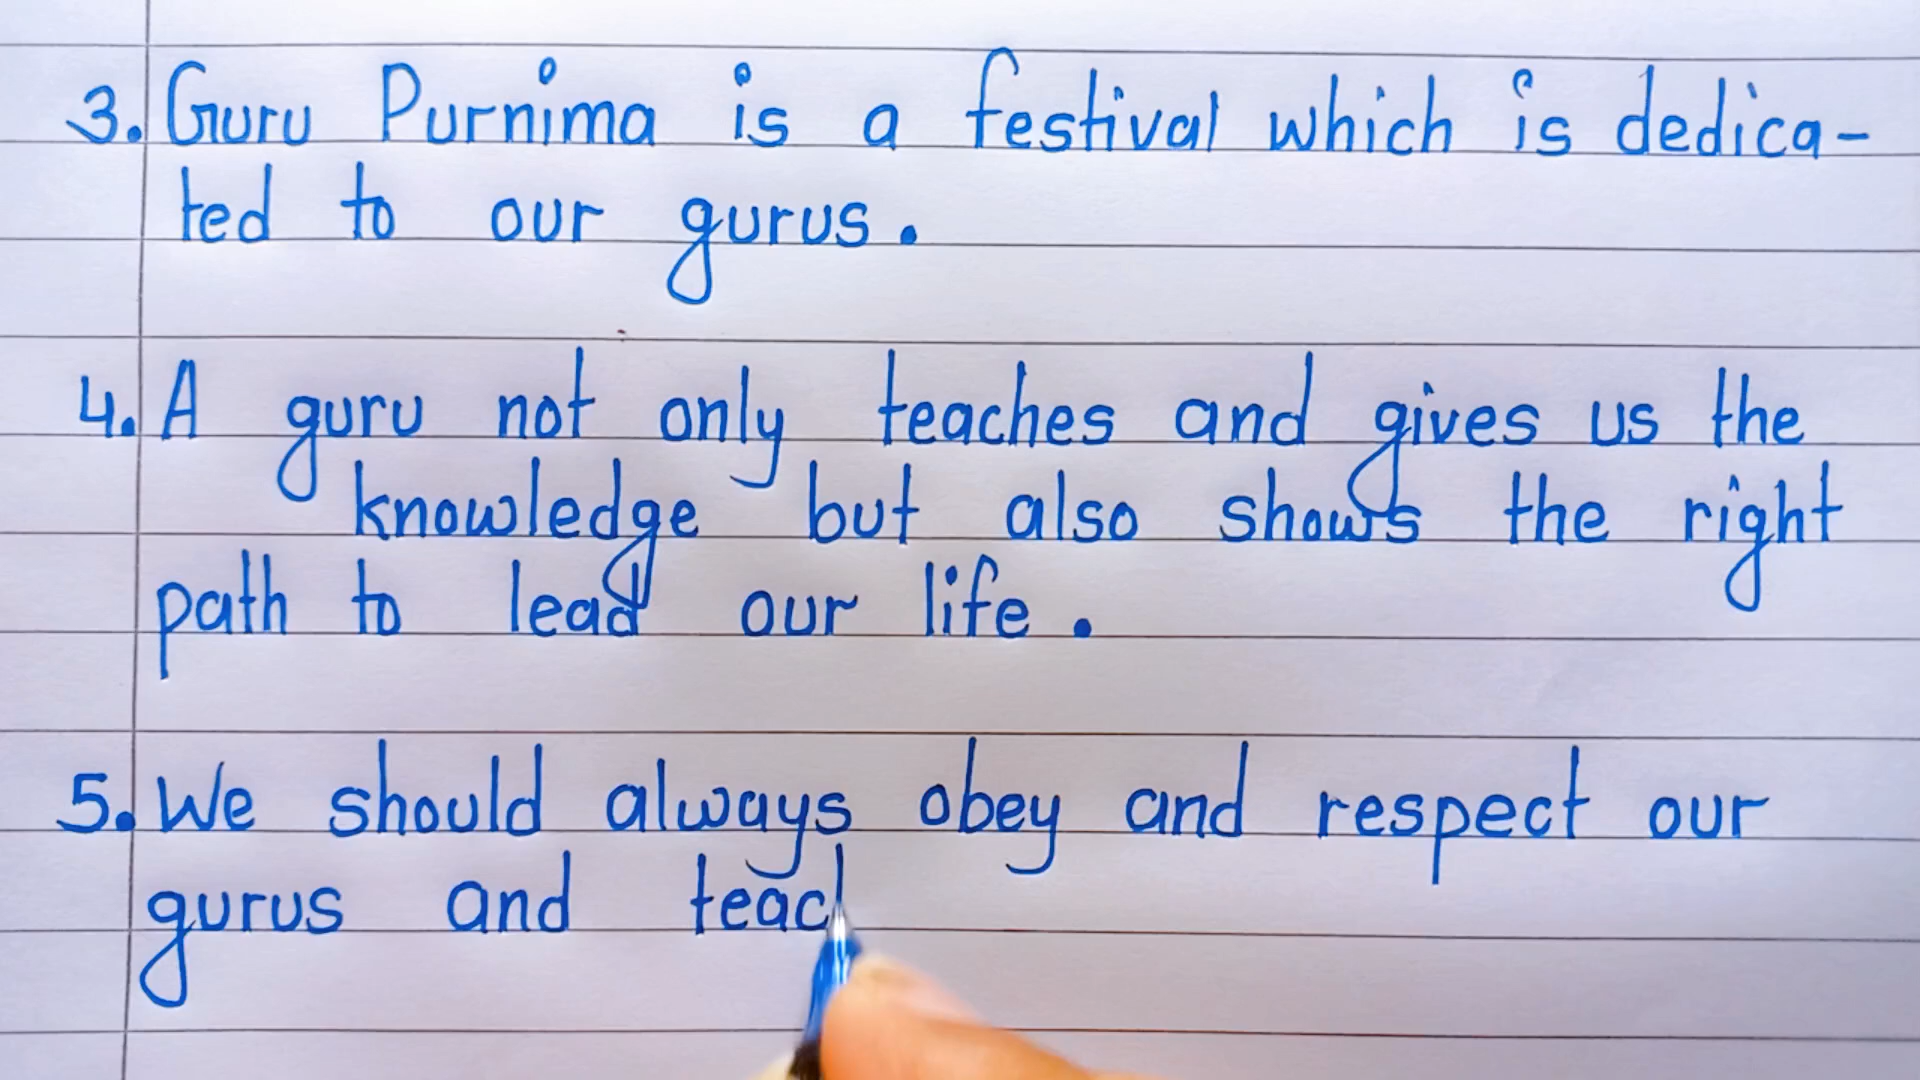 3. Guru Purnima is a festival which is dedica-
ted to our gurus.
4. A guru not only teaches and gives us the
knowledge but also shows the right
path to lead our life.
5. We should always obey and respect our
gurus and teach